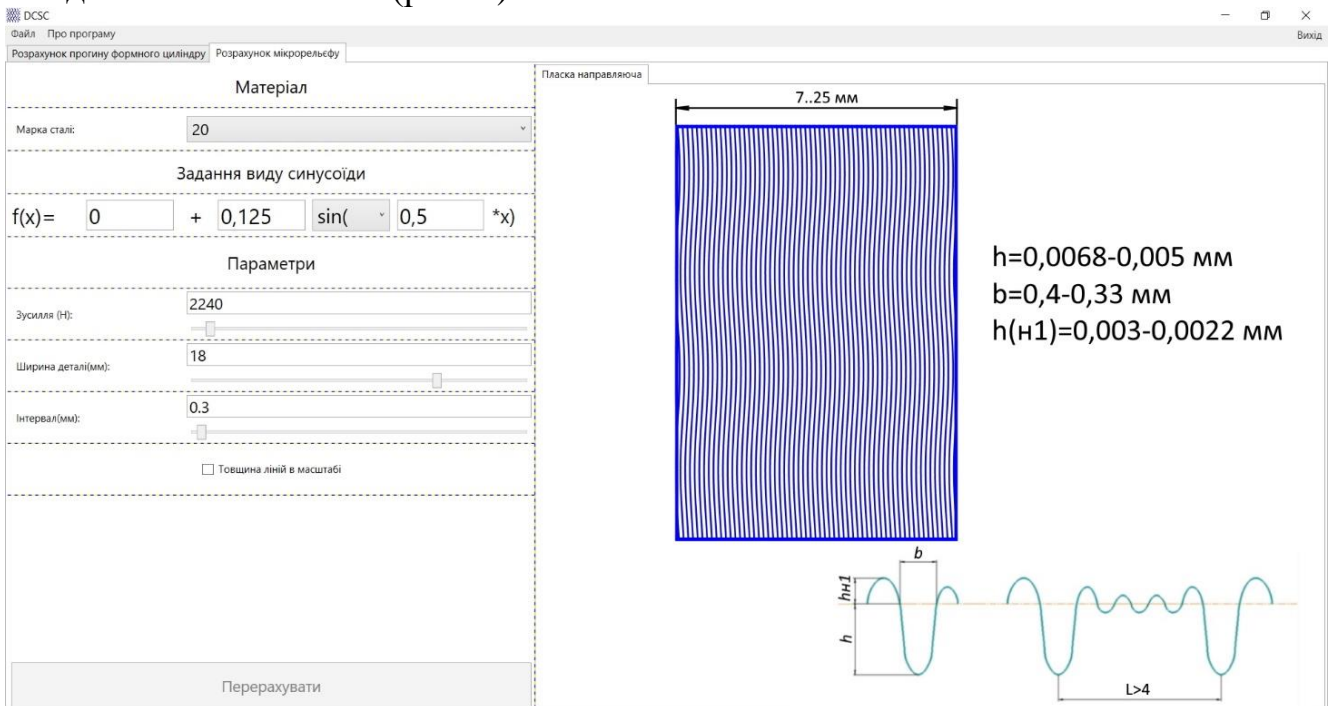 DCSC
Файл Про програму
Вихід
Розрахунок прогину формного циліндру
Розрахунок мікрорельєфу
Матеріал
Марка сталі:
20
Задання виду синусоїди
f(x)= 0 + 0,125 sin( 0,5 *x)
Параметри
Зусилля (Н):
2240
Ширина деталі(мм):
18
Інтервал(мм):
0.3
Товщина ліній в масштабі
Перерахувати
Пласка направляюча
7..25 мм
h=0,0068-0,005 мм
b=0,4-0,33 мм
h(н1)=0,003-0,0022 мм
b
hн1
h
L>4